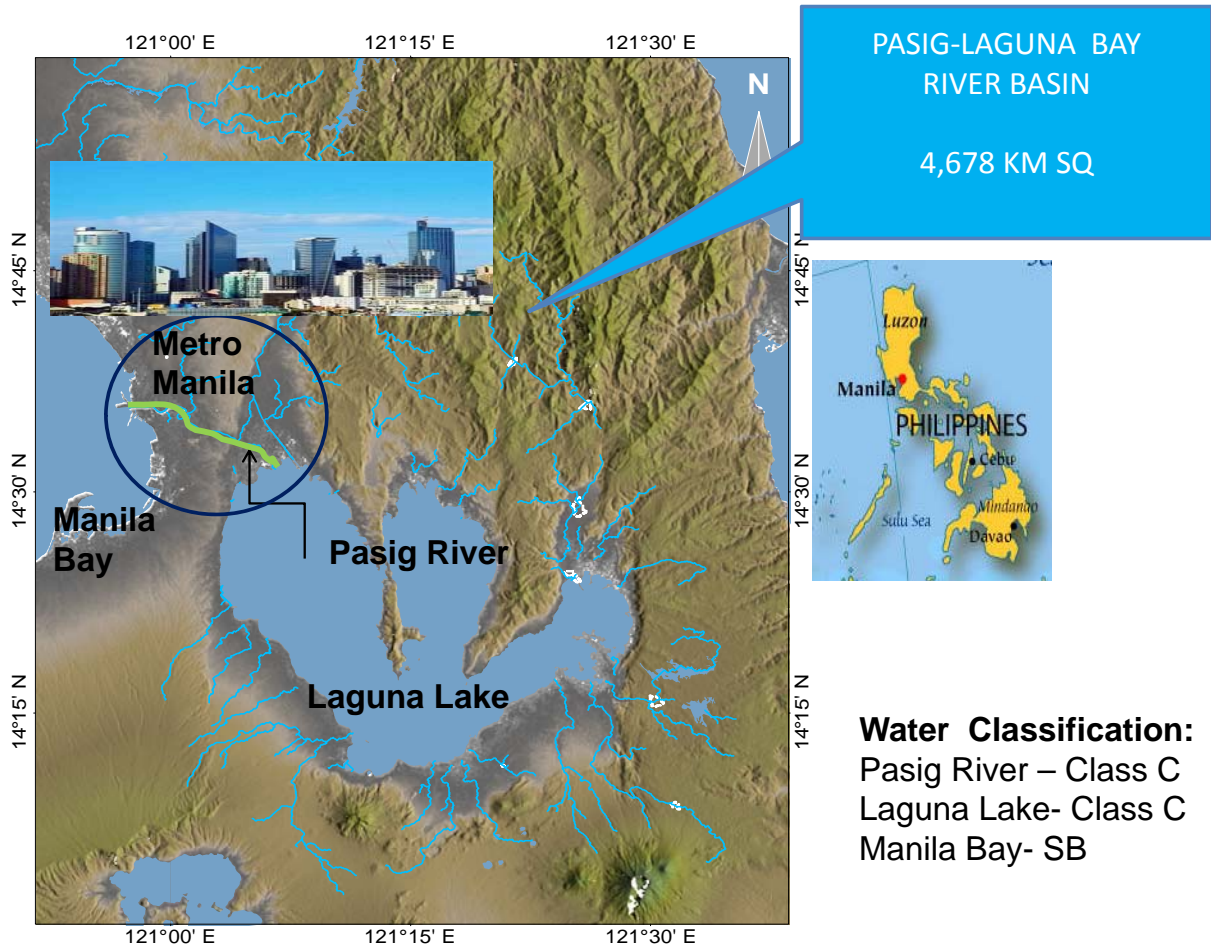 121°00' E
121°15' E
121°30' E
PASIG-LAGUNA BAY
RIVER BASIN
4,678 KM SQ
N
14°45' N
14°45' N
Metro
Manila
14°30' N
14°30' N
Manila
Bay
Pasig River
Laguna Lake
14°15' N
14°15' N
121°00' E
121°15' E
121°30' E
Luzon
Manila
PHILIPPINES
Cebu
Mindanao
Sulu Sea
Davao
Water Classification:
Pasig River – Class C
Laguna Lake- Class C
Manila Bay- SB